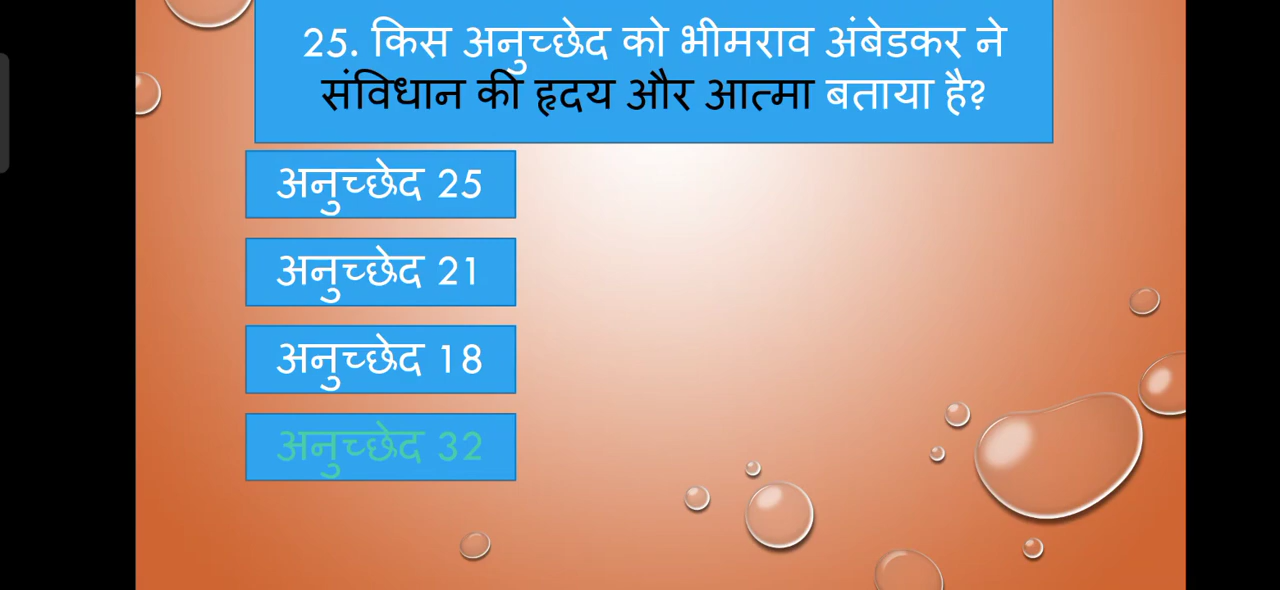 25. किस अनुच्छेद को भीमराव अंबेडकर ने
संविधान की हृदय और आत्मा बताया है?
अनुच्छेद 25
अनुच्छेद 21
अनुच्छेद 18
अनुच्छेद 32